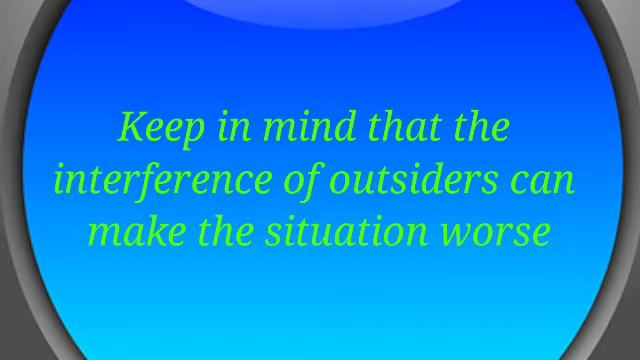 Keep in mind that the
interference of outsiders can
make the situation worse